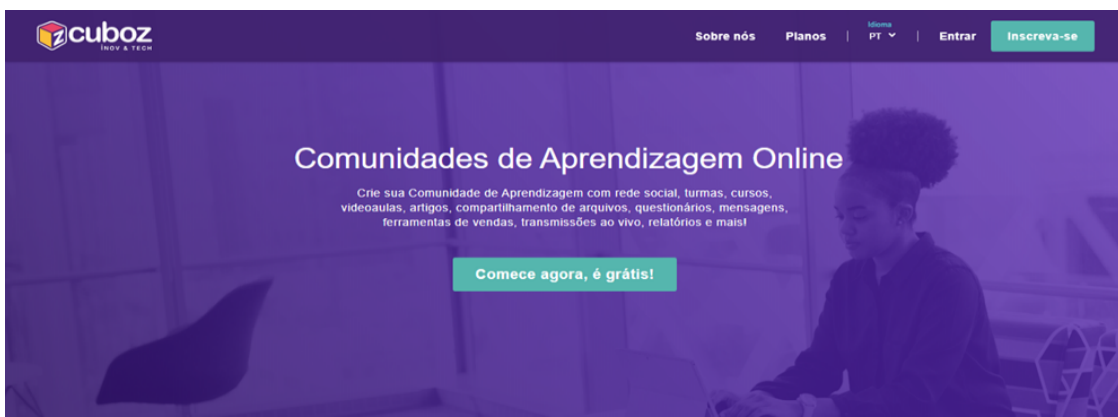 zcuboz
INOV & TECH
Sobre nós
Planos
Idioma
PT
Entrar
Inscreva-se
Comunidades de Aprendizagem Online
Crie sua Comunidade de Aprendizagem com rede social, turmas, cursos,
videoaulas, artigos, compartilhamento de arquivos, questionários, mensagens,
ferramentas de vendas, transmissões ao vivo, relatórios e mais!
Comece agora, é grátis!